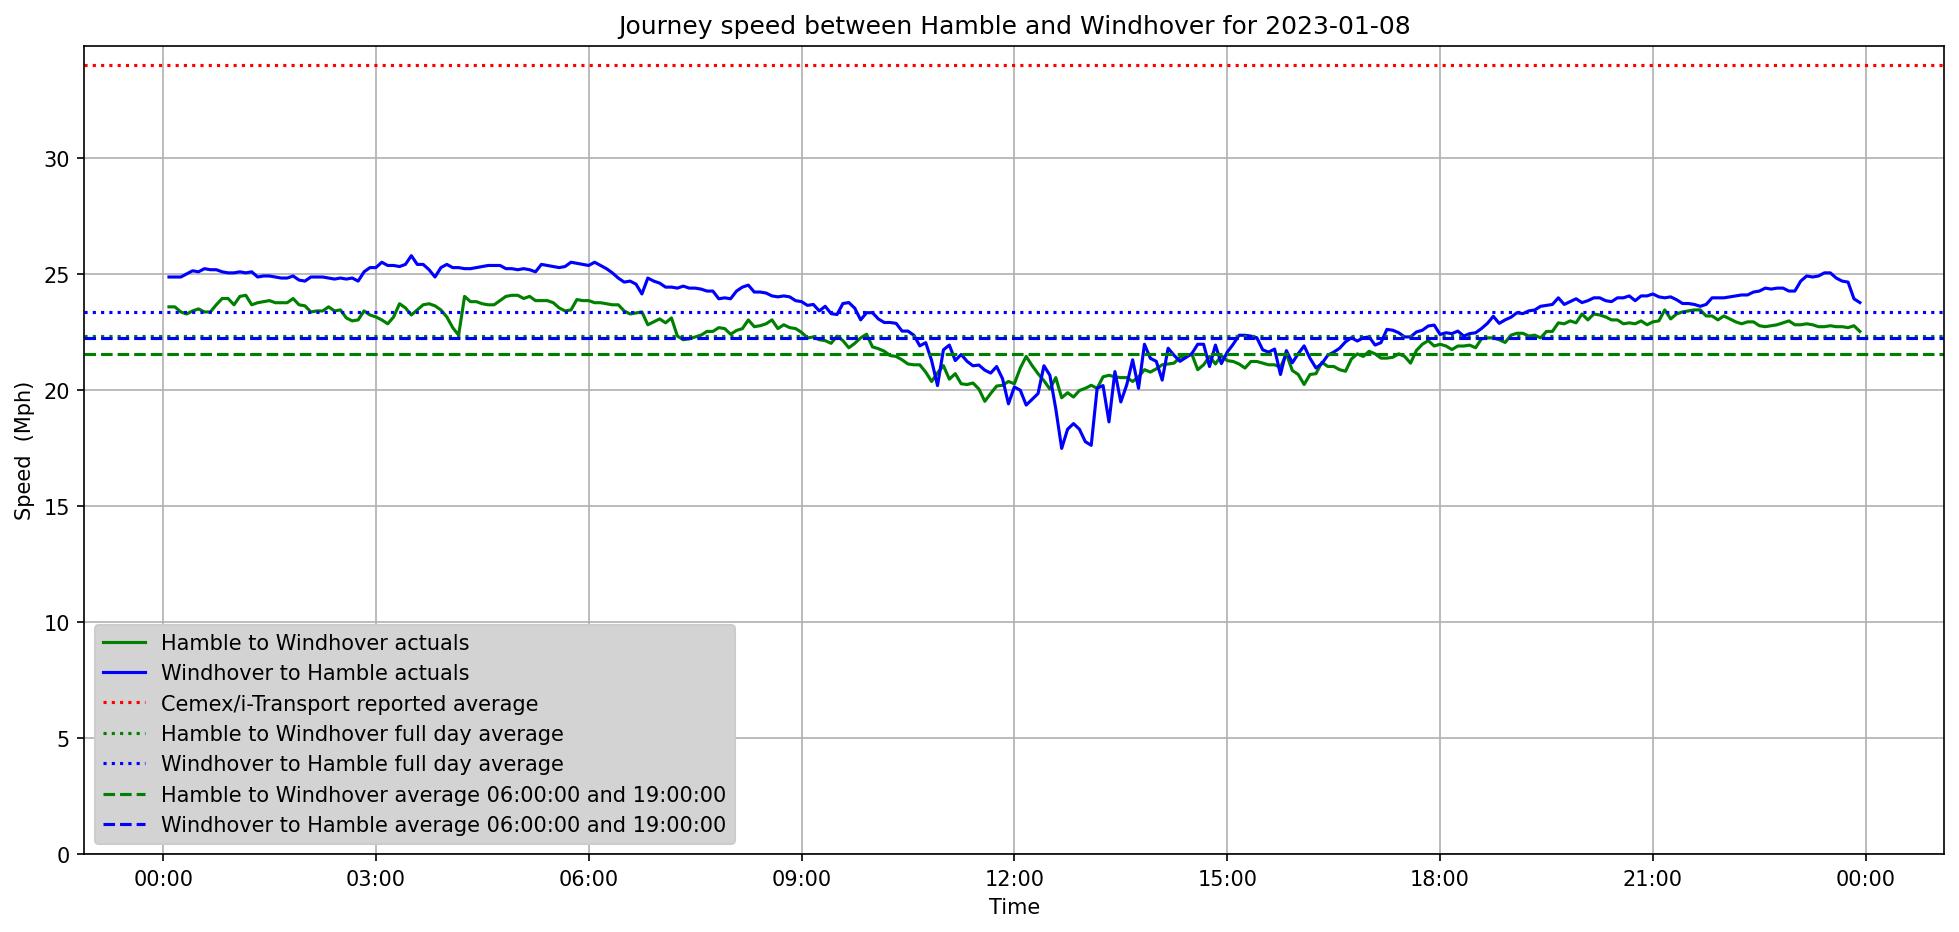 Journey speed between Hamble and Windhover for 2023-01-08
Speed (Mph)
30
25
20
15
10
5
0
Hamble to Windhover actuals
Windhover to Hamble actuals
Cemex/i-Transport reported average
Hamble to Windhover full day average
Windhover to Hamble full day average
Hamble to Windhover average 06:00:00 and 19:00:00
Windhover to Hamble average 06:00:00 and 19:00:00
00:00 03:00 06:00 09:00 12:00 15:00 18:00 21:00 00:00
Time